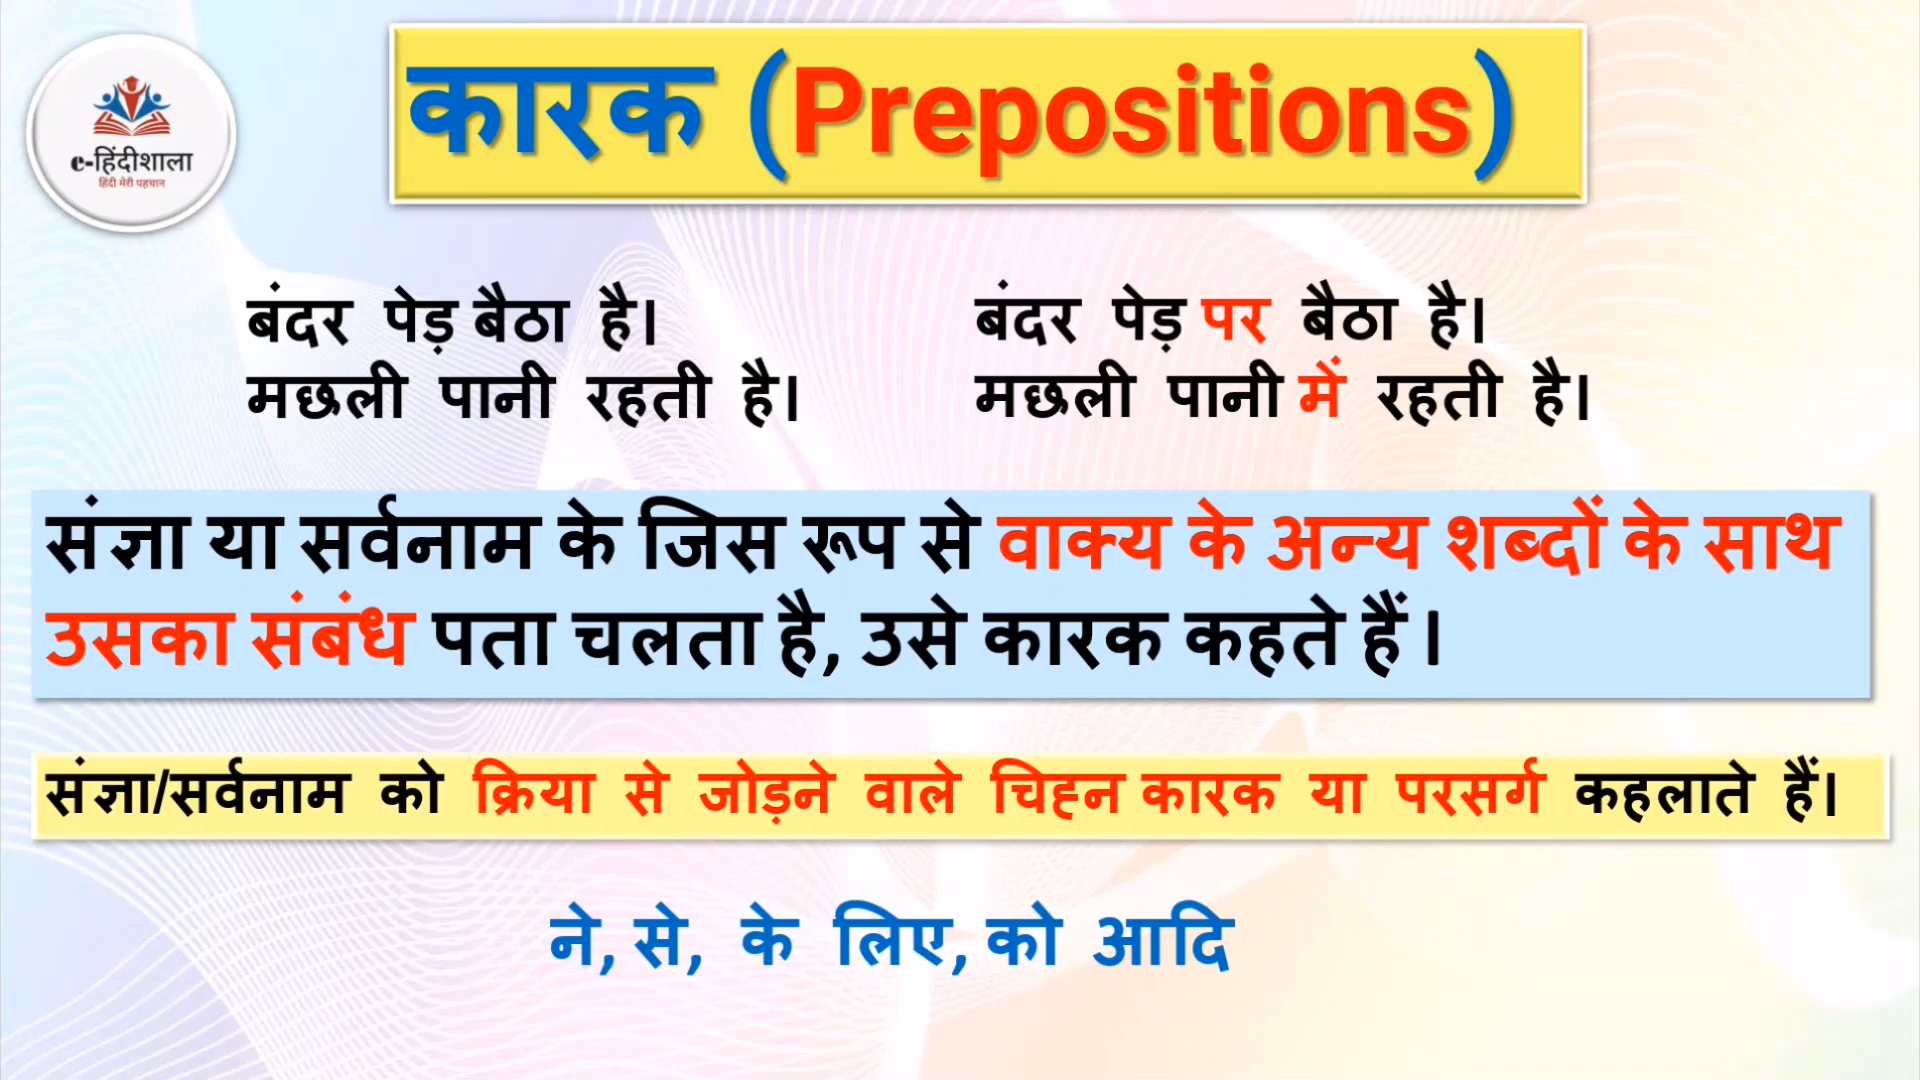 e-हिंदीशाला
हिंदी मेरी पहचान
कारक (Prepositions)
बंदर पेड़ बैठा है।
मछली पानी रहती है।
बंदर पेड़ पर बैठा है।
मछली पानी में रहती है।
संज्ञा या सर्वनाम के जिस रूप से वाक्य के अन्य शब्दों के साथ
उसका संबंध पता चलता है, उसे कारक कहते हैं ।
संज्ञा/सर्वनाम को क्रिया से जोड़ने वाले चिह्न कारक या परसर्ग कहलाते हैं।
ने, से, के लिए, को आदि